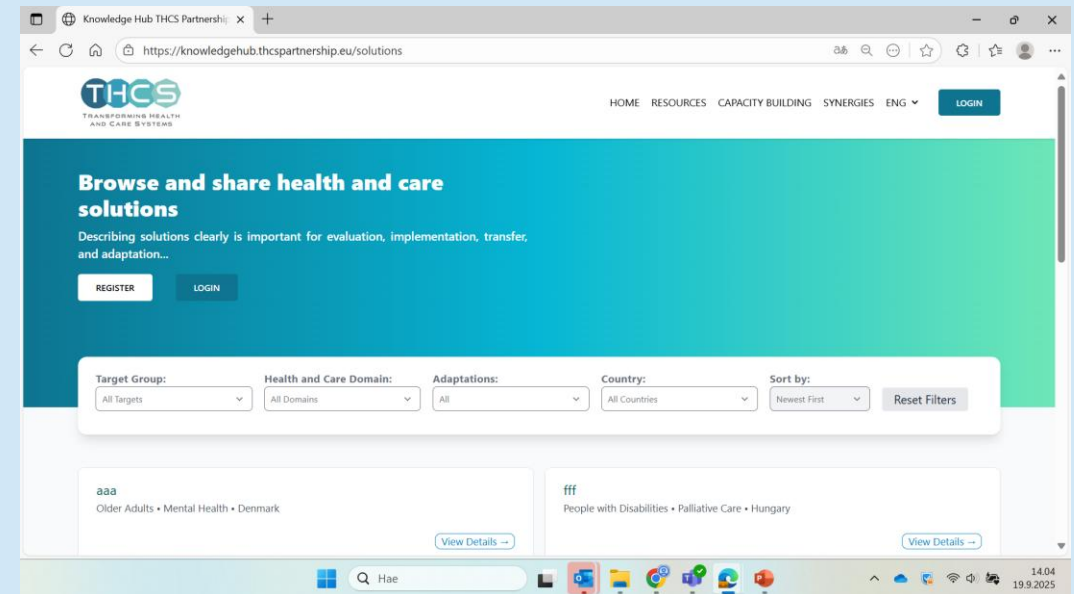 Knowledge Hub THCS Partnership
https://knowledgehub.thcspartnership.eu/solutions
THCS
TRANSFORMING HEALTH
AND CARE SYSTEMS
HOME RESOURCES CAPACITY BUILDING SYNERGIES ENG LOGIN
Browse and share health and care
solutions
Describing solutions clearly is important for evaluation, implementation, transfer,
and adaptation...
REGISTER LOGIN
Target Group: Health and Care Domain: Adaptations: Country: Sort by:
All Targets All Domains All All Countries Newest First Reset Filters
aaa
Older Adults • Mental Health • Denmark
View Details →
fff
People with Disabilities • Palliative Care • Hungary
View Details →
Hae
14.04
19.9.2025